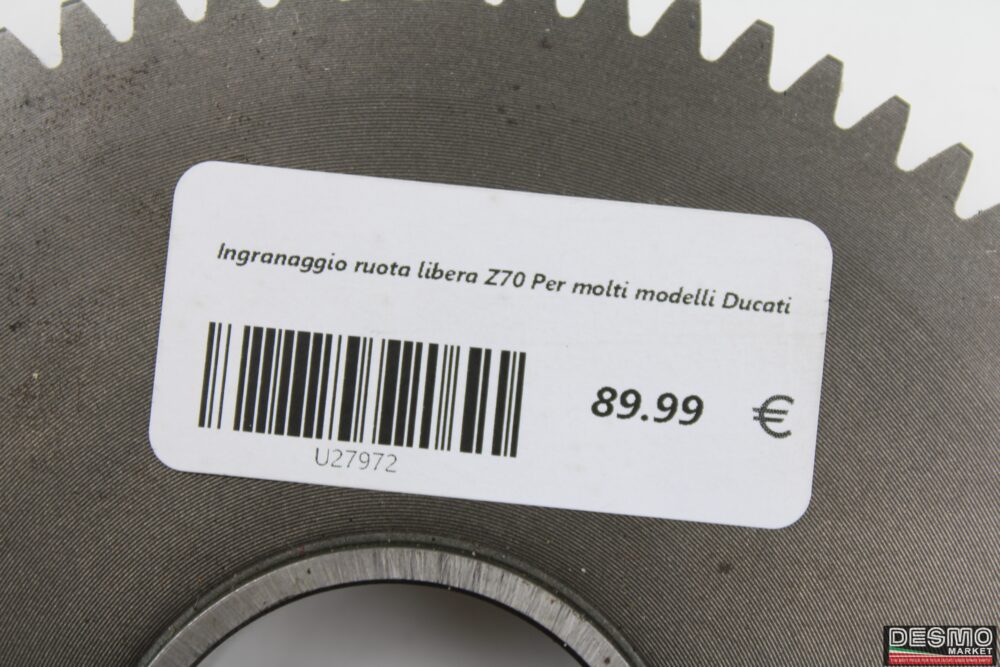 Ingranaggio ruota libera Z70 Per molti modelli Ducati
89.99 €
U27972
DESMO
MARKET